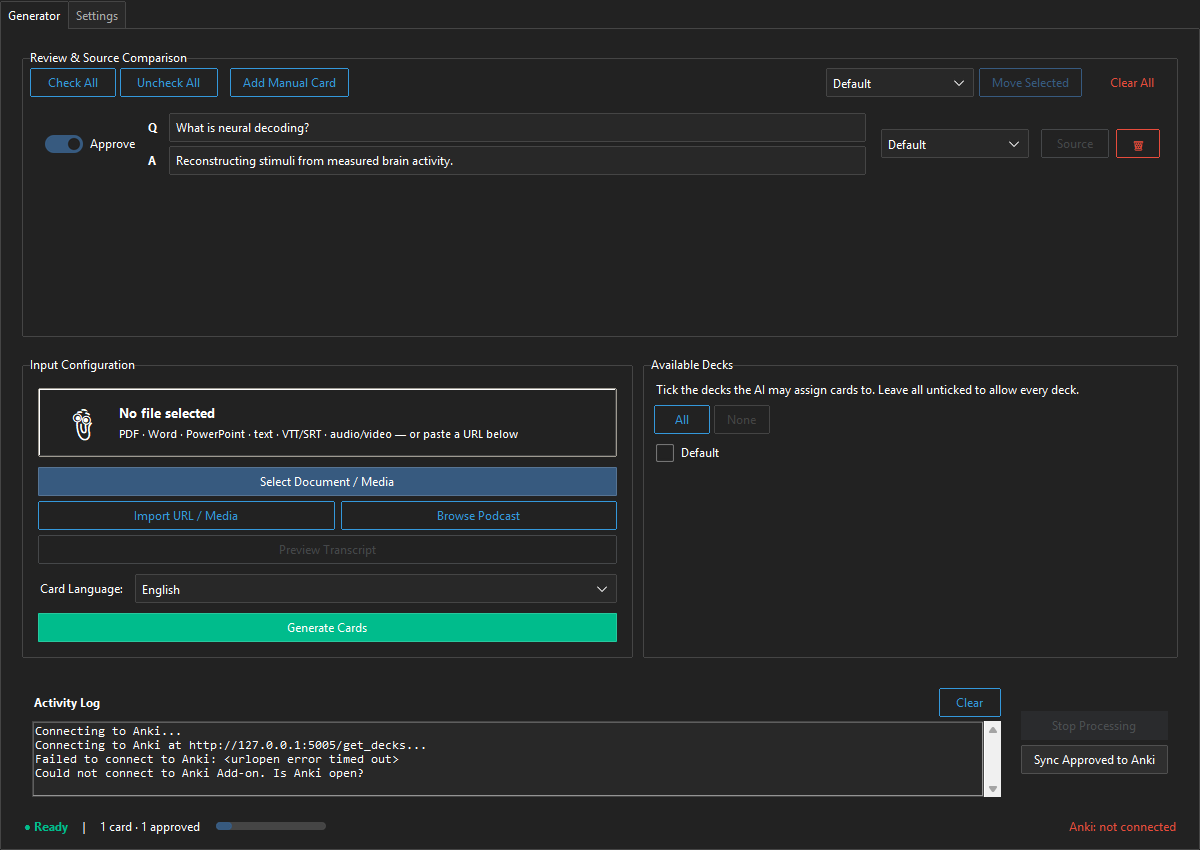 Generator Settings
Review & Source Comparison
Check All Uncheck All Add Manual Card Default Move Selected Clear All
Q What is neural decoding?
Approve Default Source
A Reconstructing stimuli from measured brain activity.
Input Configuration
No file selected
PDF · Word · PowerPoint · text · VTT/SRT · audio/video — or paste a URL below
Select Document / Media
Import URL / Media Browse Podcast
Preview Transcript
Card Language: English
Generate Cards
Available Decks
Tick the decks the AI may assign cards to. Leave all unticked to allow every deck.
All None
Default
Activity Log Clear
Connecting to Anki...
Connecting to Anki at http://127.0.0.1:5005/get_decks...
Failed to connect to Anki: <urlopen error timed out>
Could not connect to Anki Add-on. Is Anki open?
Stop Processing
Sync Approved to Anki
• Ready | 1 card · 1 approved Anki: not connected